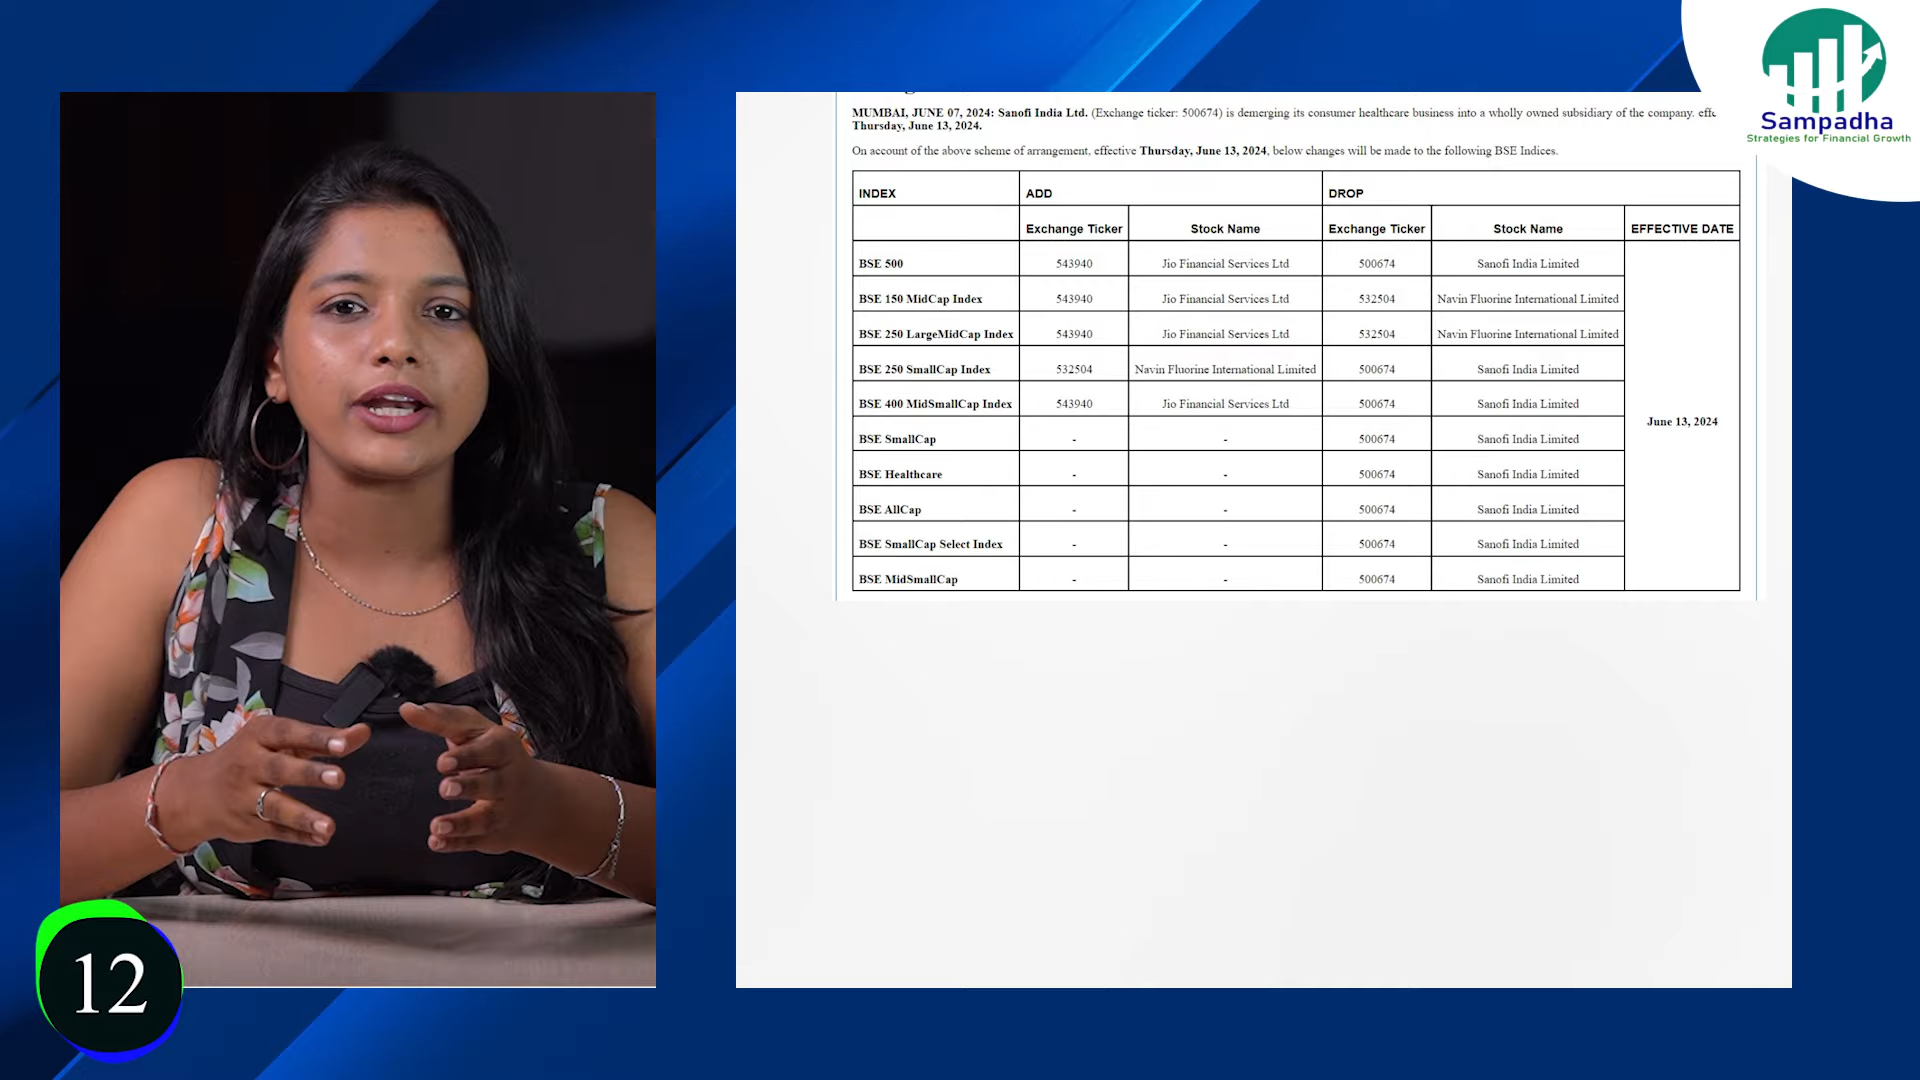 Sampadha
Strategies for Financial Growth
MUMBAI, JUNE 07, 2024: Sanofi India Ltd. (Exchange ticker: 500674) is demerging its consumer healthcare business into a wholly owned subsidiary of the company.
Thursday, June 13, 2024.
On account of the above scheme of arrangement, effective Thursday, June 13, 2024, below changes will be made to the following BSE Indices.
INDEX ADD DROP
Exchange Ticker Stock Name Exchange Ticker Stock Name EFFECTIVE DATE
BSE 500 543940 Jio Financial Services Ltd 500674 Sanofi India Limited
BSE 150 MidCap Index 543940 Jio Financial Services Ltd 532504 Navin Fluorine International Limited
BSE 250 LargeMidCap Index 543940 Jio Financial Services Ltd 532504 Navin Fluorine International Limited
BSE 250 SmallCap Index 532504 Navin Fluorine International Limited 500674 Sanofi India Limited
BSE 400 MidSmallCap Index 543940 Jio Financial Services Ltd 500674 Sanofi India Limited
June 13, 2024
BSE SmallCap - - 500674 Sanofi India Limited
BSE Healthcare - - 500674 Sanofi India Limited
BSE AllCap - - 500674 Sanofi India Limited
BSE SmallCap Select Index - - 500674 Sanofi India Limited
BSE MidSmallCap - - 500674 Sanofi India Limited
12